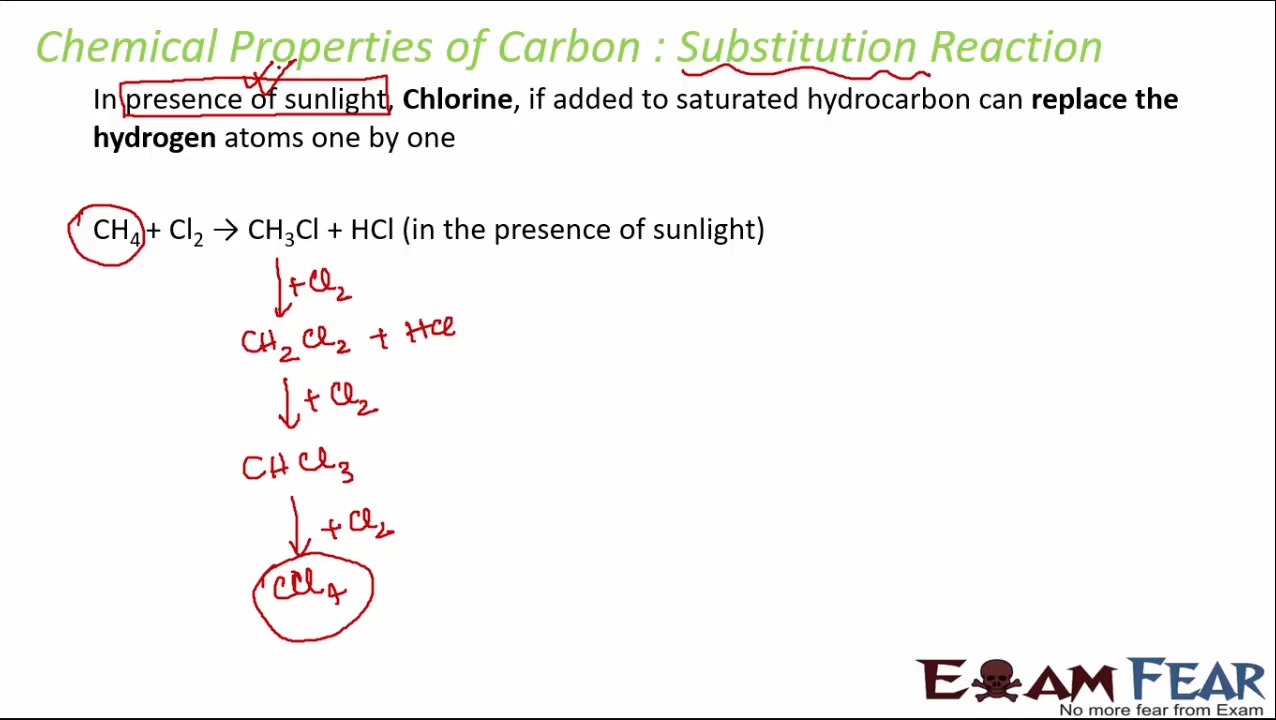 Chemical Properties of Carbon : Substitution Reaction
In presence of sunlight, Chlorine, if added to saturated hydrocarbon can replace the
hydrogen atoms one by one
CH₄ + Cl₂ → CH₃Cl + HCl (in the presence of sunlight)
↓ + Cl₂
CH₂Cl₂ + HCl
↓ + Cl₂
CHCl₃
↓ + Cl₂
CCl₄
EXAM FEAR
No more fear from Exam